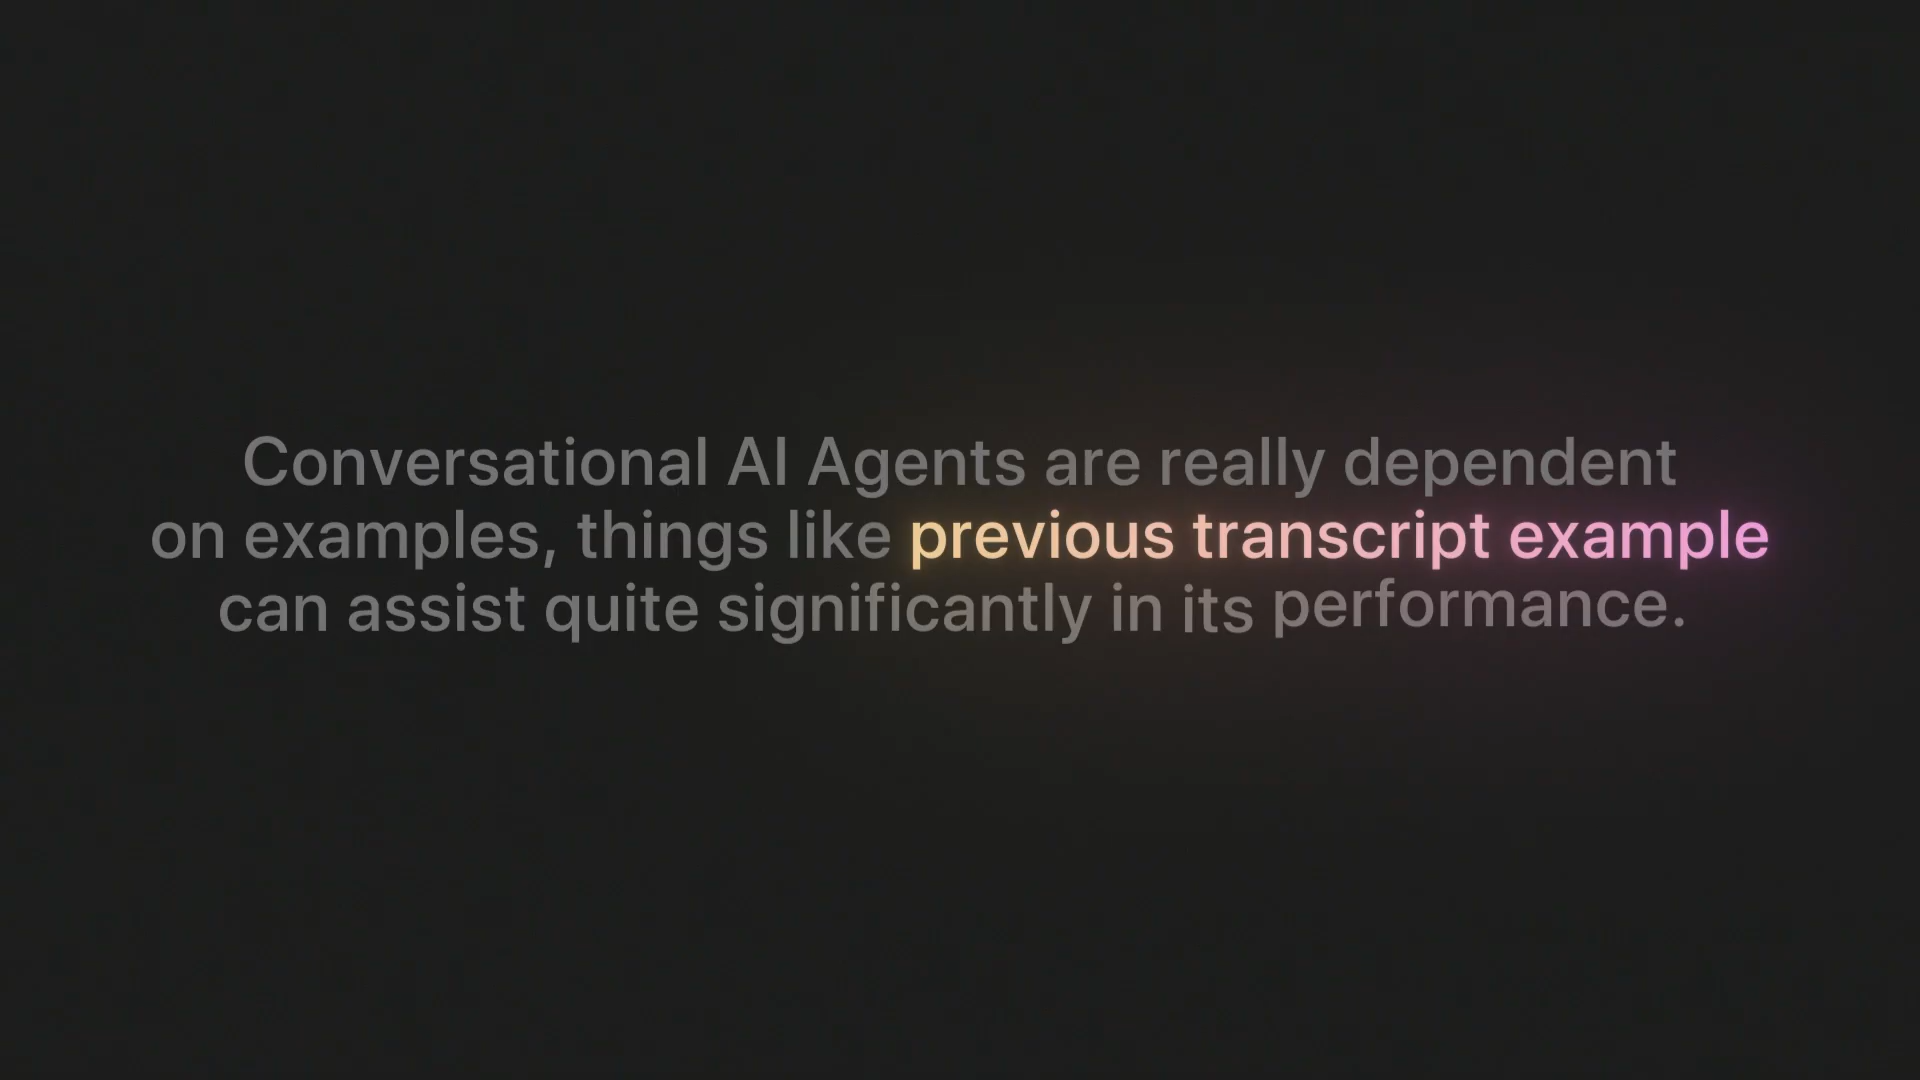 Conversational AI Agents are really dependent
on examples, things like previous transcript example
can assist quite significantly in its performance.